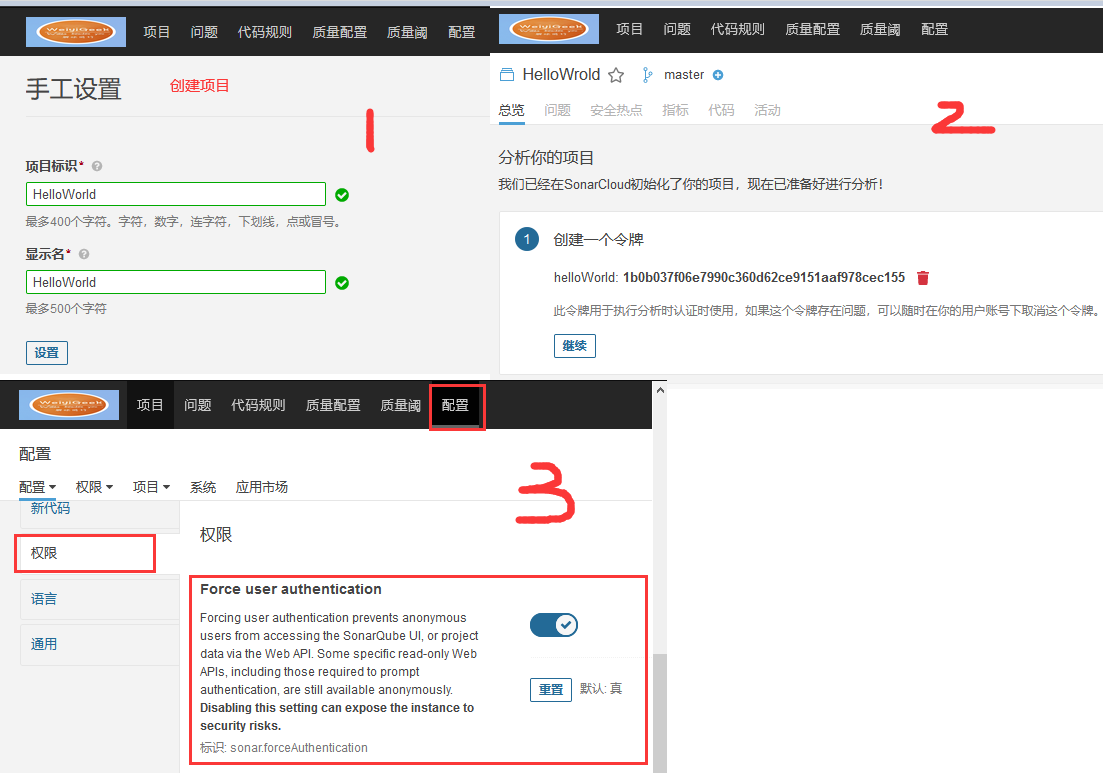 WeiyiGeek
项目 问题 代码规则 质量配置 质量阈 配置
手工设置 创建项目
1
项目标识* ?
HelloWorld
最多400个字符。字符，数字，连字符，下划线，点或冒号。
显示名* ?
HelloWorld
最多500个字符
设置
WeiyiGeek
项目 问题 代码规则 质量配置 质量阈 配置
HelloWrold master
总览 问题 安全热点 指标 代码 活动
2
分析你的项目
我们已经在SonarCloud初始化了你的项目，现在已准备好进行分析！
1 创建一个令牌
helloWorld: 1b0b037f06e7990c360d62ce9151aaf978cec155
此令牌用于执行分析时认证时使用，如果这个令牌存在问题，可以随时在你的用户账号下取消这个令牌。
继续
WeiyiGeek
项目 问题 代码规则 质量配置 质量阈 配置
配置
3
配置 权限 项目 系统 应用市场
新代码
权限
语言
通用
权限
Force user authentication
Forcing user authentication prevents anonymous
users from accessing the SonarQube UI, or project
data via the Web API. Some specific read-only Web
APIs, including those required to prompt
authentication, are still available anonymously.
Disabling this setting can expose the instance to
security risks.
标识: sonar.forceAuthentication
重置 默认: 真